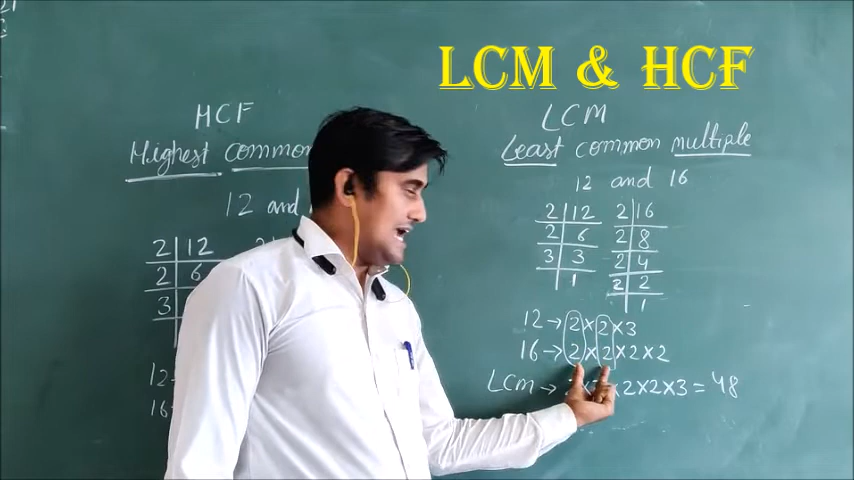 LCM & HCF
HCF
Highest common
12 and
2 12
2 6
3
12
16
LCM
Least common multiple
12 and 16
2 12
2 6
3 3
1
2 16
2 8
2 4
2 2
1
12 → 2×2×3
16 → 2×2×2×2
LCM → ×2×2×3 = 48